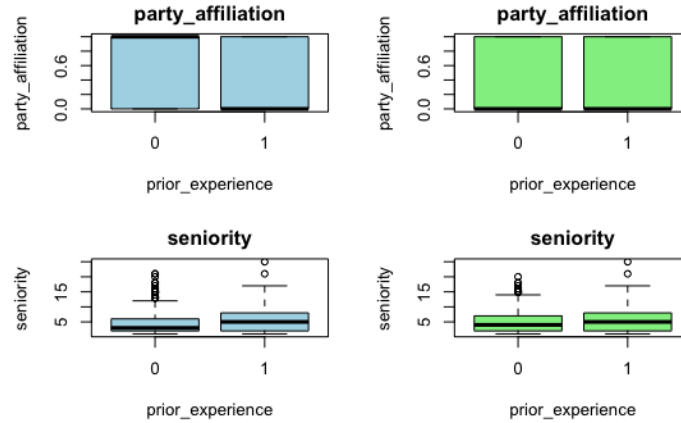 party_affiliation
party_affiliation
0.6
0.0
0 1
prior_experience
party_affiliation
party_affiliation
0.6
0.0
0 1
prior_experience
seniority
seniority
15
5
0 1
prior_experience
seniority
seniority
15
5
0 1
prior_experience